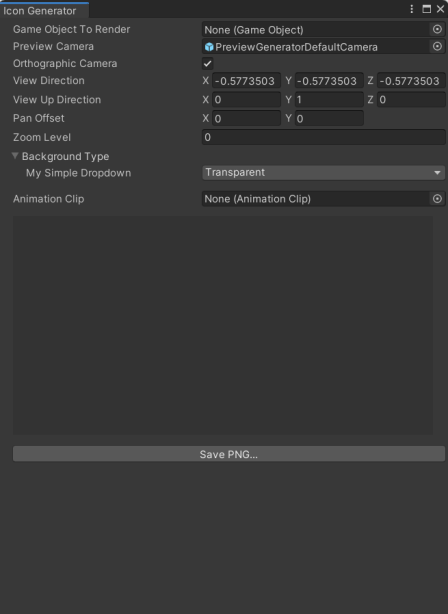 Icon Generator
Game Object To Render None (Game Object)
Preview Camera PreviewGeneratorDefaultCamera
Orthographic Camera
View Direction X -0.5773503 Y -0.5773503 Z -0.5773503
View Up Direction X 0 Y 1 Z 0
Pan Offset X 0 Y 0
Zoom Level 0
Background Type
My Simple Dropdown Transparent
Animation Clip None (Animation Clip)
Save PNG...